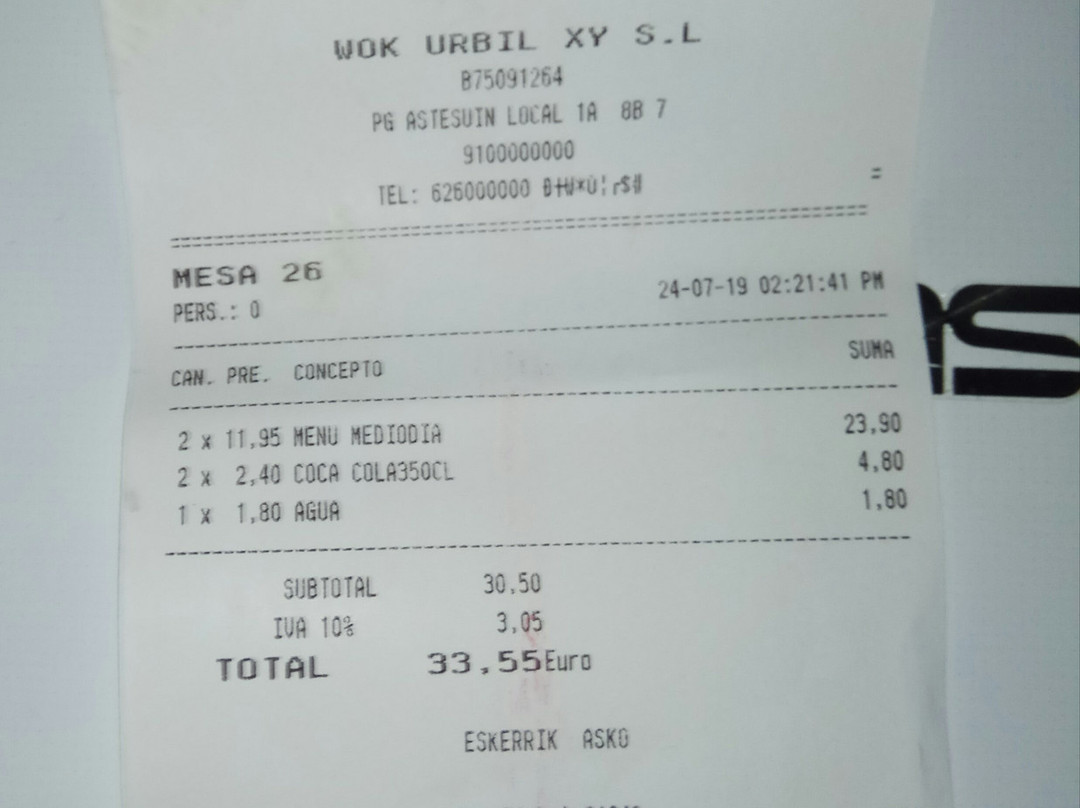 WOK URBIL XY S.L
B75091264
PG ASTESUIN LOCAL 1A 8B 7
9100000000
TEL: 626000000
=
MESA 26
PERS.: 0 24-07-19 02:21:41 PM
CAN. PRE. CONCEPTO SUMA
2 x 11,95 MENU MEDIODIA 23,90
2 x 2,40 COCA COLA350CL 4,80
1 x 1,80 AGUA 1,80
SUBTOTAL 30,50
IVA 10% 3,05
TOTAL 33,55Euro
ESKERRIK ASKO